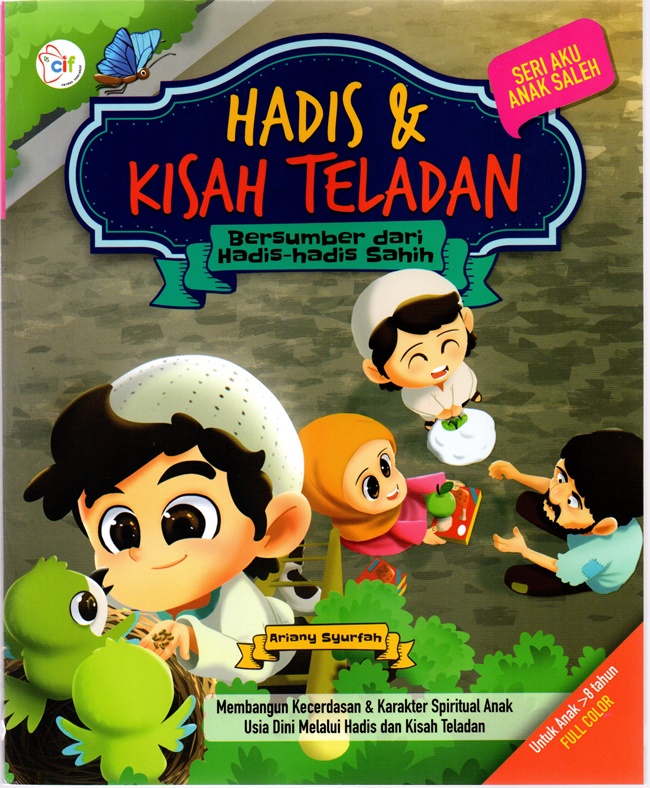 cif
SERI AKU
ANAK SALEH
HADIS &
KISAH TELADAN
Bersumber dari
Hadis-hadis Sahih
Ariany Syurfah
Membangun Kecerdasan & Karakter Spiritual Anak
Usia Dini Melalui Hadis dan Kisah Teladan
Untuk Anak >8 tahun
FULL COLOR